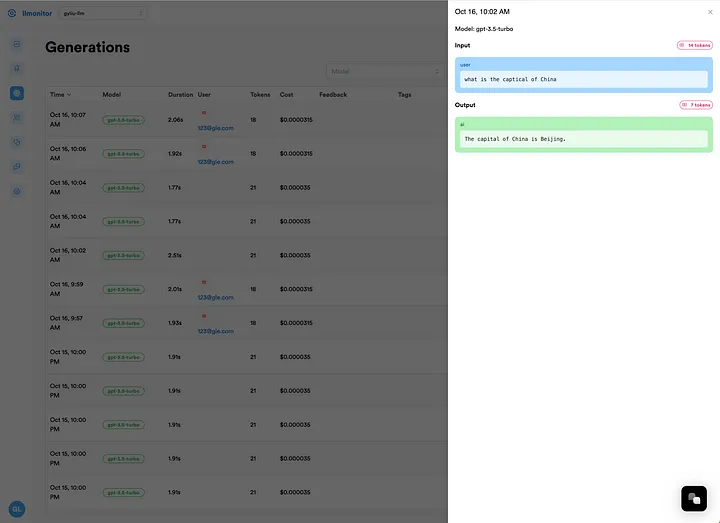 llmonitor
gyliu-llm
Generations
Model
Time Model Duration User Tokens Cost Feedback Tags
Oct 16, 10:07 AM gpt-3.5-turbo 2.06s 123@gle.com 18 $0.0000315
Oct 16, 10:06 AM gpt-3.5-turbo 1.92s 123@gle.com 18 $0.0000315
Oct 16, 10:04 AM gpt-3.5-turbo 1.77s 21 $0.000035
Oct 16, 10:04 AM gpt-3.5-turbo 1.77s 21 $0.000035
Oct 16, 10:02 AM gpt-3.5-turbo 2.51s 21 $0.000035
Oct 16, 9:59 AM gpt-3.5-turbo 2.01s 123@gle.com 18 $0.0000315
Oct 16, 9:57 AM gpt-3.5-turbo 1.93s 123@gle.com 18 $0.0000315
Oct 15, 10:00 PM gpt-3.5-turbo 1.91s 21 $0.000035
Oct 15, 10:00 PM gpt-3.5-turbo 1.91s 21 $0.000035
Oct 15, 10:00 PM gpt-3.5-turbo 1.91s 21 $0.000035
Oct 15, 10:00 PM gpt-3.5-turbo 1.91s 21 $0.000035
Oct 15, 10:00 PM gpt-3.5-turbo 1.91s 21 $0.000035
GL
Oct 16, 10:02 AM
Model: gpt-3.5-turbo
Input 14 tokens
user
what is the captical of China
Output 7 tokens
ai
The capital of China is Beijing.